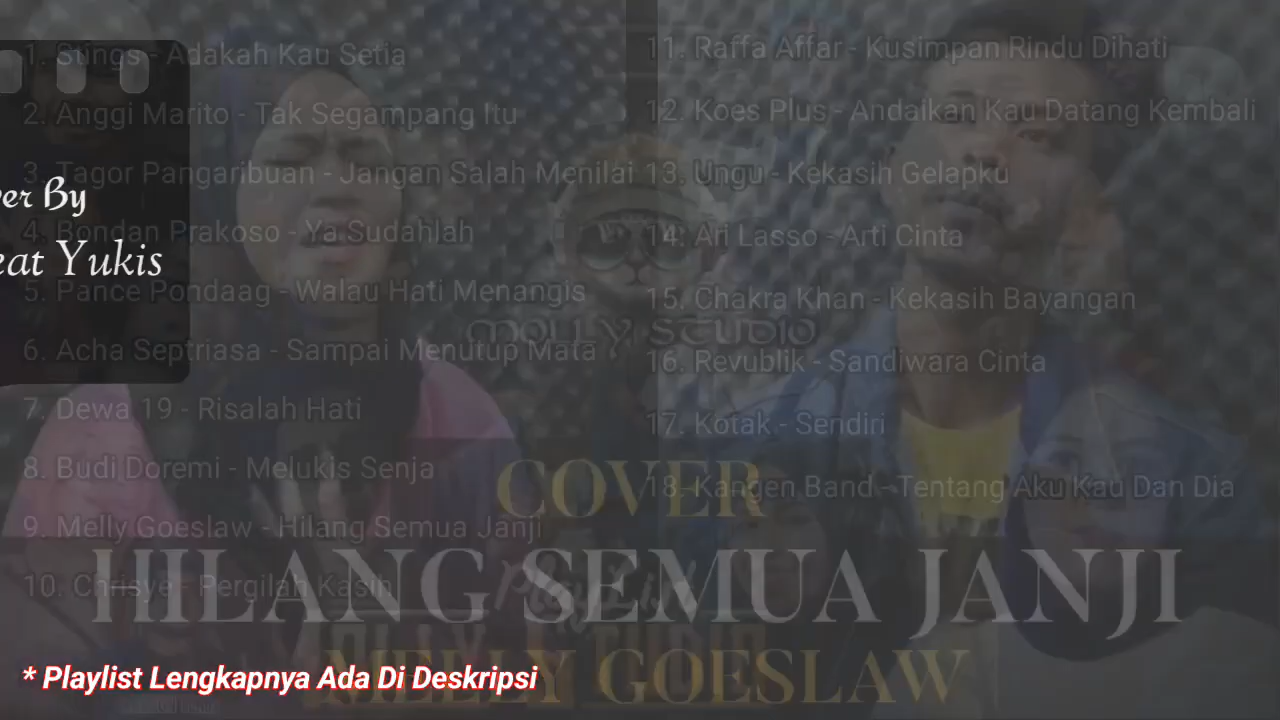 1. Stings - Adakah Kau Setia
2. Anggi Marito - Tak Segampang Itu
3. Tagor Pangaribuan - Jangan Salah Menilai
4. Bondan Prakoso - Ya Sudahlah
5. Pance Pondaag - Walau Hati Menangis
6. Acha Septriasa - Sampai Menutup Mata
7. Dewa 19 - Risalah Hati
8. Budi Doremi - Melukis Senja
9. Melly Goeslaw - Hilang Semua Janji
10. Chrisye - Pergilah Kasih
11. Raffa Affar - Kusimpan Rindu Dihati
12. Koes Plus - Andaikan Kau Datang Kembali
13. Ungu - Kekasih Gelapku
14. Ari Lasso - Arti Cinta
15. Chakra Khan - Kekasih Bayangan
16. Revublik - Sandiwara Cinta
17. Kotak - Sendiri
18. Kangen Band - Tentang Aku Kau Dan Dia
ver By
eat Yukis
MOLLY STUDIO
COVER
HILANG SEMUA JANJI
MELLY GOESLAW
* Playlist Lengkapnya Ada Di Deskripsi